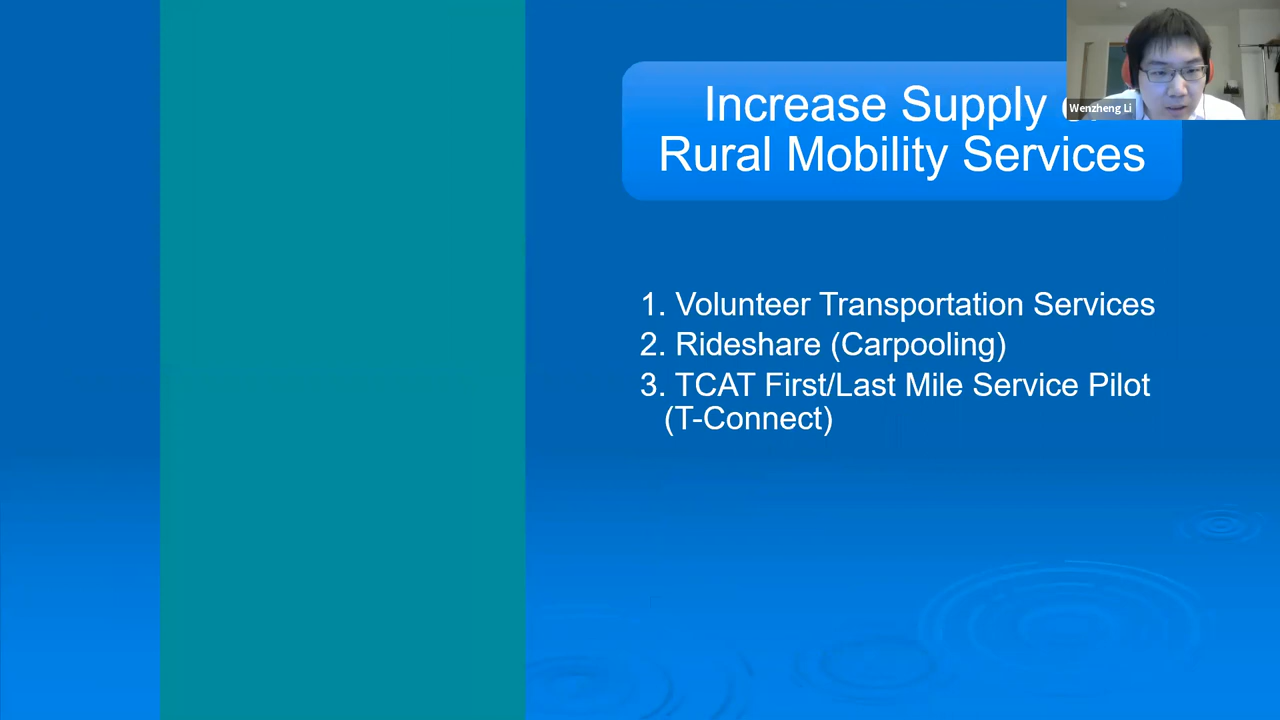 Increase Supply
Rural Mobility Services
Wenzheng Li
1. Volunteer Transportation Services
2. Rideshare (Carpooling)
3. TCAT First/Last Mile Service Pilot
(T-Connect)